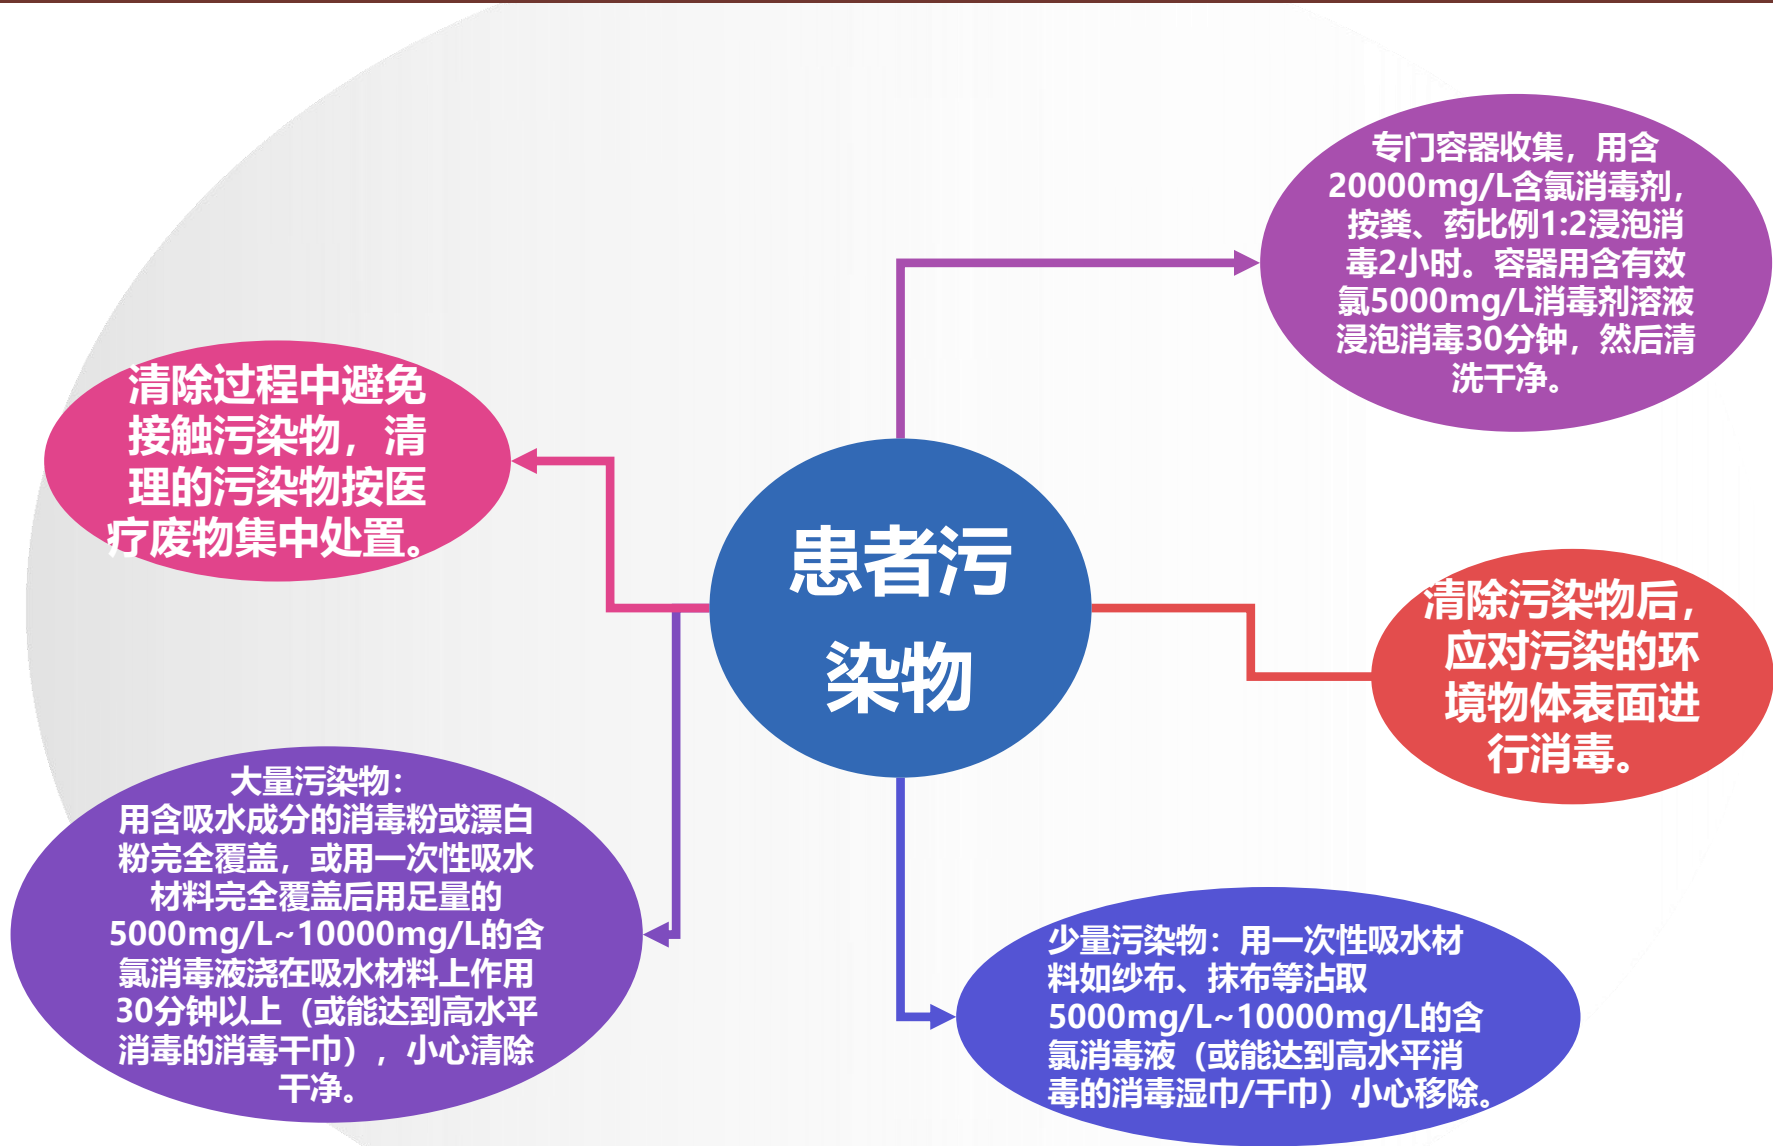 专门容器收集，用含
20000mg/L含氯消毒剂，
按粪、药比例1:2浸泡消
毒2小时。容器用含有效
氯5000mg/L消毒剂溶液
浸泡消毒30分钟，然后清
洗干净。
清除过程中避免
接触污染物，清
理的污染物按医
疗废物集中处置。
患者污
染物
清除污染物后，
应对污染的环
境物体表面进
行消毒。
大量污染物：
用含吸水成分的消毒粉或漂白
粉完全覆盖，或用一次性吸水
材料完全覆盖后用足量的
5000mg/L~10000mg/L的含
氯消毒液浇在吸水材料上作用
30分钟以上（或能达到高水平
消毒的消毒干巾），小心清除
干净。
少量污染物：用一次性吸水材
料如纱布、抹布等沾取
5000mg/L~10000mg/L的含
氯消毒液（或能达到高水平消
毒的消毒湿巾/干巾）小心移除。